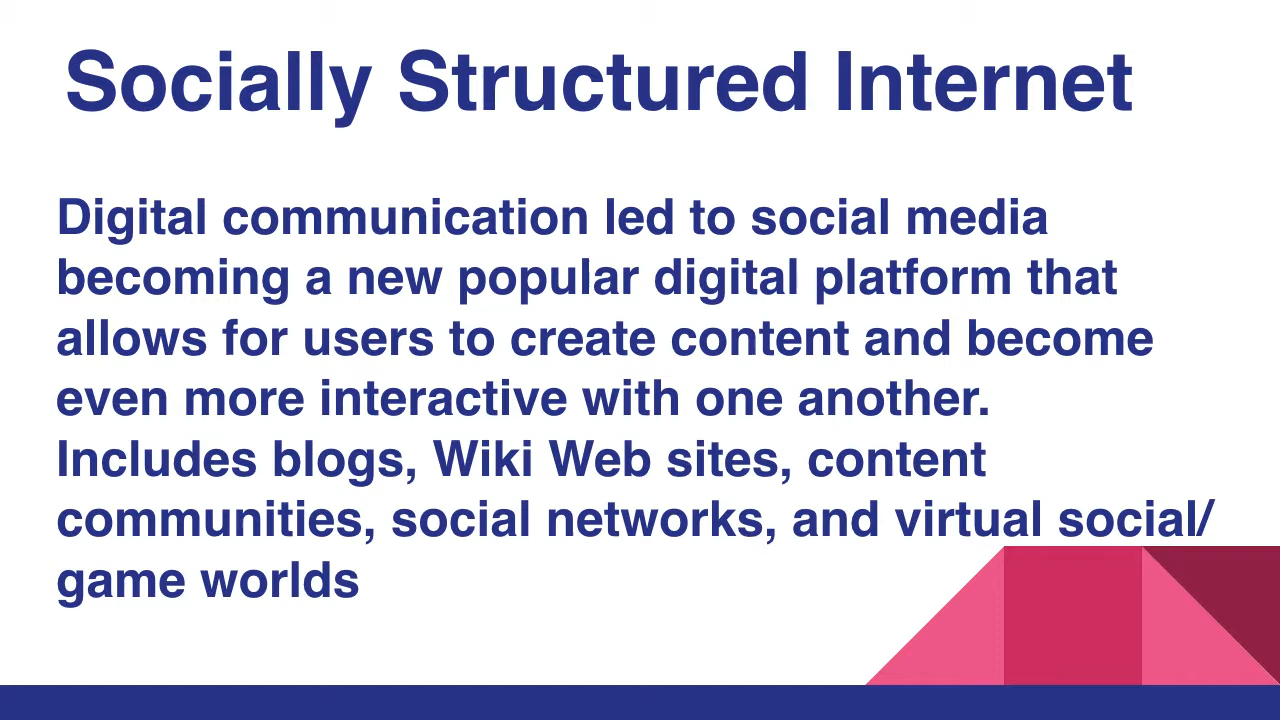 Socially Structured Internet
Digital communication led to social media
becoming a new popular digital platform that
allows for users to create content and become
even more interactive with one another.
Includes blogs, Wiki Web sites, content
communities, social networks, and virtual social/
game worlds